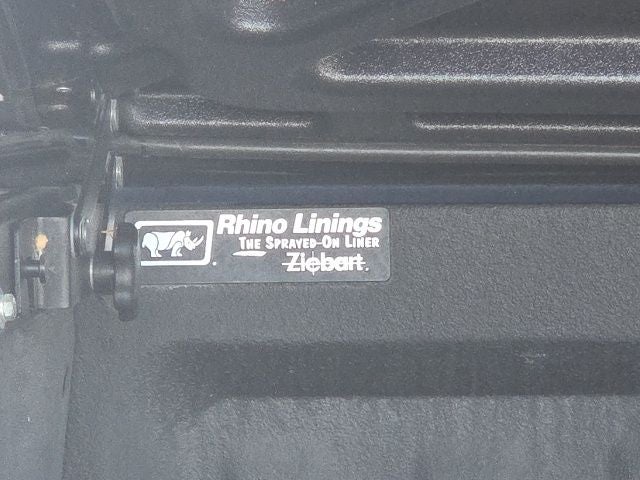 Rhino Linings
The Sprayed-On Liner
Ziebart.